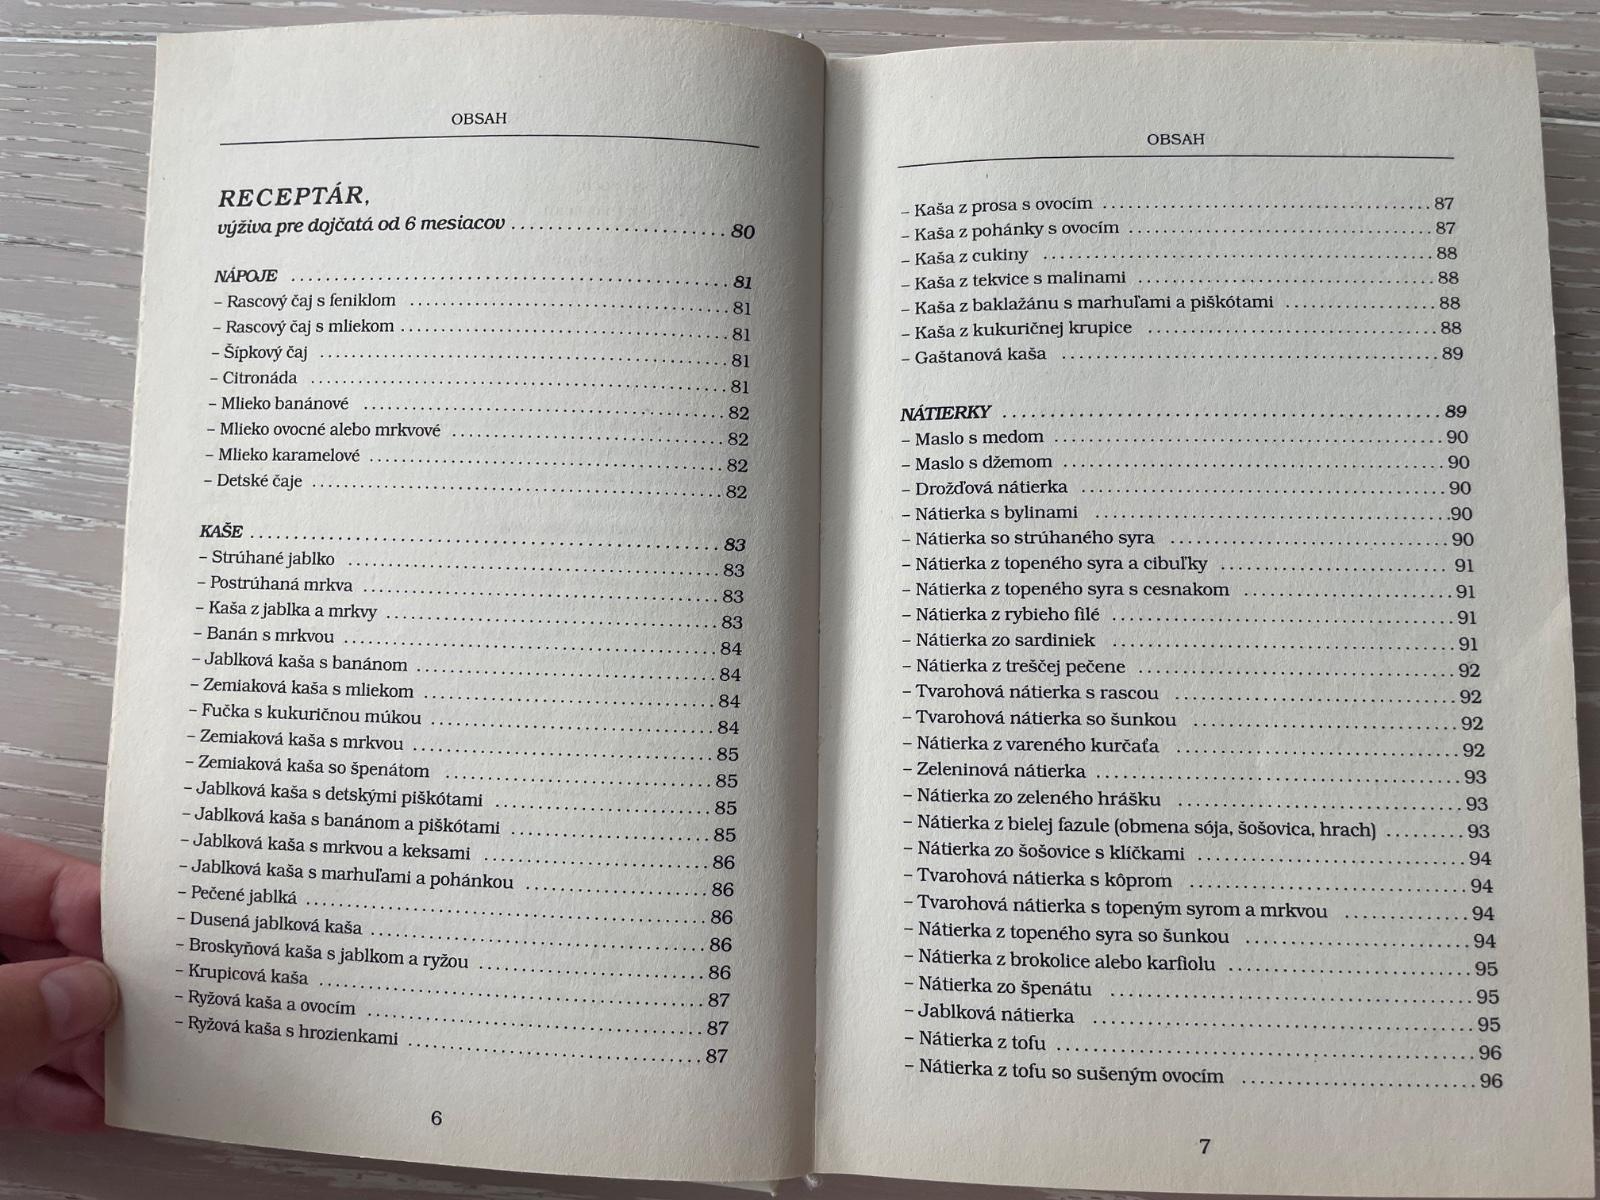 OBSAH
RECEPTÁR,
výživa pre dojčatá od 6 mesiacov ........................ 80
NÁPOJE ........................ 81
– Rascový čaj s feniklom ........................ 81
– Rascový čaj s mliekom ........................ 81
– Šípkový čaj ........................ 81
– Citronáda ........................ 81
– Mlieko banánové ........................ 82
– Mlieko ovocné alebo mrkvové ........................ 82
– Mlieko karamelové ........................ 82
– Detské čaje ........................ 82
KAŠE ........................ 83
– Strúhané jablko ........................ 83
– Postrúhaná mrkva ........................ 83
– Kaša z jablka a mrkvy ........................ 83
– Banán s mrkvou ........................ 84
– Jablková kaša s banánom ........................ 84
– Zemiaková kaša s mliekom ........................ 84
– Fučka s kukuričnou múkou ........................ 84
– Zemiaková kaša s mrkvou ........................ 85
– Zemiaková kaša so špenátom ........................ 85
– Jablková kaša s detskými piškótami ........................ 85
– Jablková kaša s banánom a piškótami ........................ 85
– Jablková kaša s mrkvou a keksami ........................ 86
– Jablková kaša s marhuľami a pohánkou ........................ 86
– Pečené jablká ........................ 86
– Dusená jablková kaša ........................ 86
– Broskyňová kaša s jablkom a ryžou ........................ 86
– Krupicová kaša ........................ 87
– Ryžová kaša a ovocím ........................ 87
– Ryžová kaša s hrozienkami ........................ 87
6
OBSAH
– Kaša z prosa s ovocím ........................ 87
– Kaša z pohánky s ovocím ........................ 87
– Kaša z cukiny ........................ 88
– Kaša z tekvice s malinami ........................ 88
– Kaša z baklažánu s marhuľami a piškótami ........................ 88
– Kaša z kukuričnej krupice ........................ 88
– Gaštanová kaša ........................ 89
NÁTIERKY ........................ 89
– Maslo s medom ........................ 90
– Maslo s džemom ........................ 90
– Drožďová nátierka ........................ 90
– Nátierka s bylinami ........................ 90
– Nátierka so strúhaného syra ........................ 90
– Nátierka z topeného syra a cibuľky ........................ 91
– Nátierka z topeného syra s cesnakom ........................ 91
– Nátierka z rybieho filé ........................ 91
– Nátierka zo sardiniek ........................ 91
– Nátierka z treščej pečene ........................ 92
– Tvarohová nátierka s rascou ........................ 92
– Tvarohová nátierka so šunkou ........................ 92
– Nátierka z vareného kurčaťa ........................ 92
– Zeleninová nátierka ........................ 93
– Nátierka zo zeleného hrášku ........................ 93
– Nátierka z bielej fazule (obmena sója, šošovica, hrach) ........................ 93
– Nátierka zo šošovice s klíčkami ........................ 94
– Tvarohová nátierka s kôprom ........................ 94
– Tvarohová nátierka s topeným syrom a mrkvou ........................ 94
– Nátierka z topeného syra so šunkou ........................ 94
– Nátierka z brokolice alebo karfiolu ........................ 95
– Nátierka zo špenátu ........................ 95
– Jablková nátierka ........................ 95
– Nátierka z tofu ........................ 96
– Nátierka z tofu so sušeným ovocím ........................ 96
7